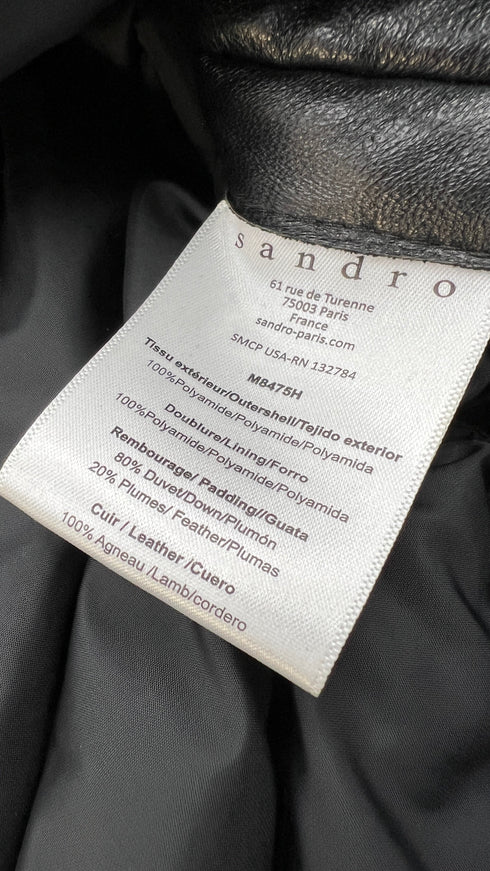 sandro
61 rue de Turenne
75003 Paris
France
sandro-paris.com
SMCP USA-RN 132784
M8475H
Tissu extérieur/Outershell/Tejido exterior
100%Polyamide/Polyamide/Polyamida
Doublure/Lining/Forro
100%Polyamide/Polyamide/Polyamida
Rembourage/ Padding//Guata
80% Duvet/Down/Plumón
20% Plumes/ Feather/Plumas
Cuir / Leather /Cuero
100% Agneau /Lamb/cordero